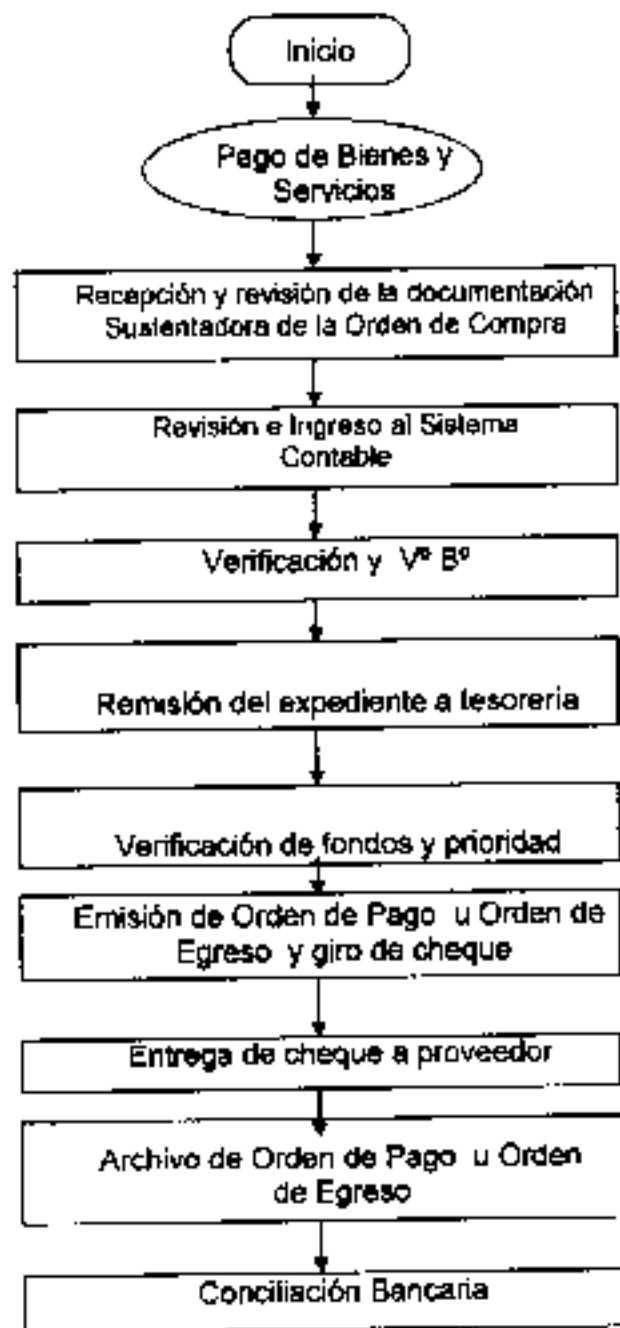 Inicio
Pago de Bienes y
Servicios
Recepción y revisión de la documentación
Sustentadora de la Orden de Compra
Revisión e Ingreso al Sistema
Contable
Verificación y Vº Bº
Remisión del expediente a tesoreria
Verificación de fondos y prioridad
Emisión de Orden de Pago u Orden de
Egreso y giro de cheque
Entrega de cheque a proveedor
Archivo de Orden de Pago u Orden
de Egreso
Conciliación Bancaria